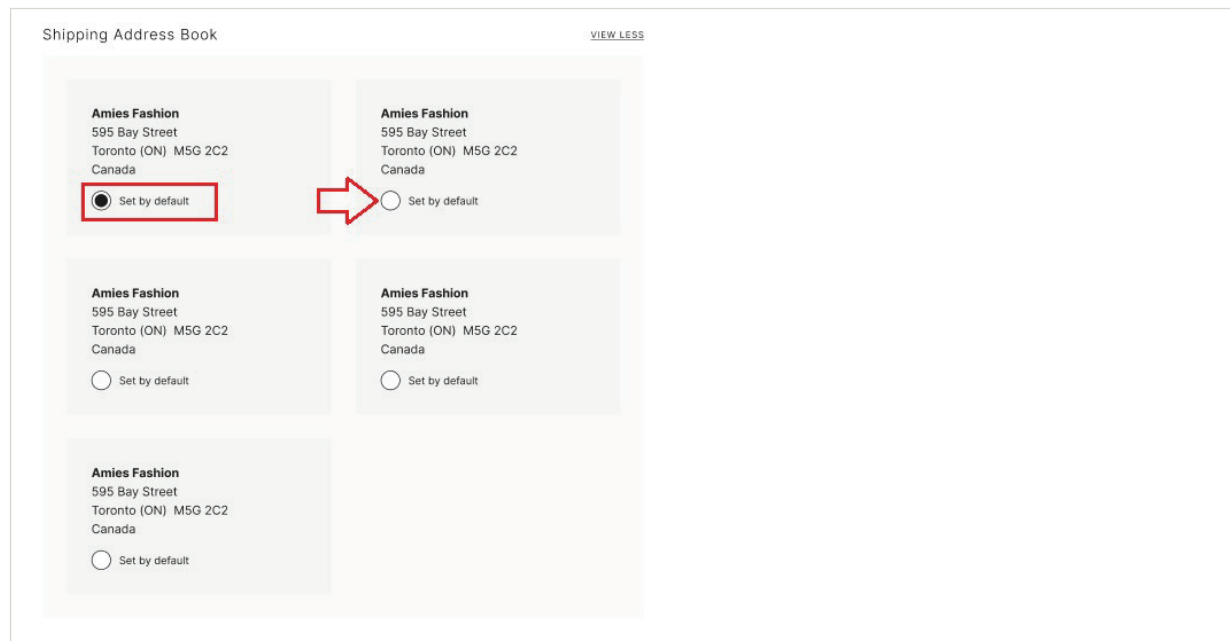 Shipping Address Book
VIEW LESS
Amies Fashion
595 Bay Street
Toronto (ON) M5G 2C2
Canada
Set by default
Amies Fashion
595 Bay Street
Toronto (ON) M5G 2C2
Canada
Set by default
Amies Fashion
595 Bay Street
Toronto (ON) M5G 2C2
Canada
Set by default
Amies Fashion
595 Bay Street
Toronto (ON) M5G 2C2
Canada
Set by default
Amies Fashion
595 Bay Street
Toronto (ON) M5G 2C2
Canada
Set by default